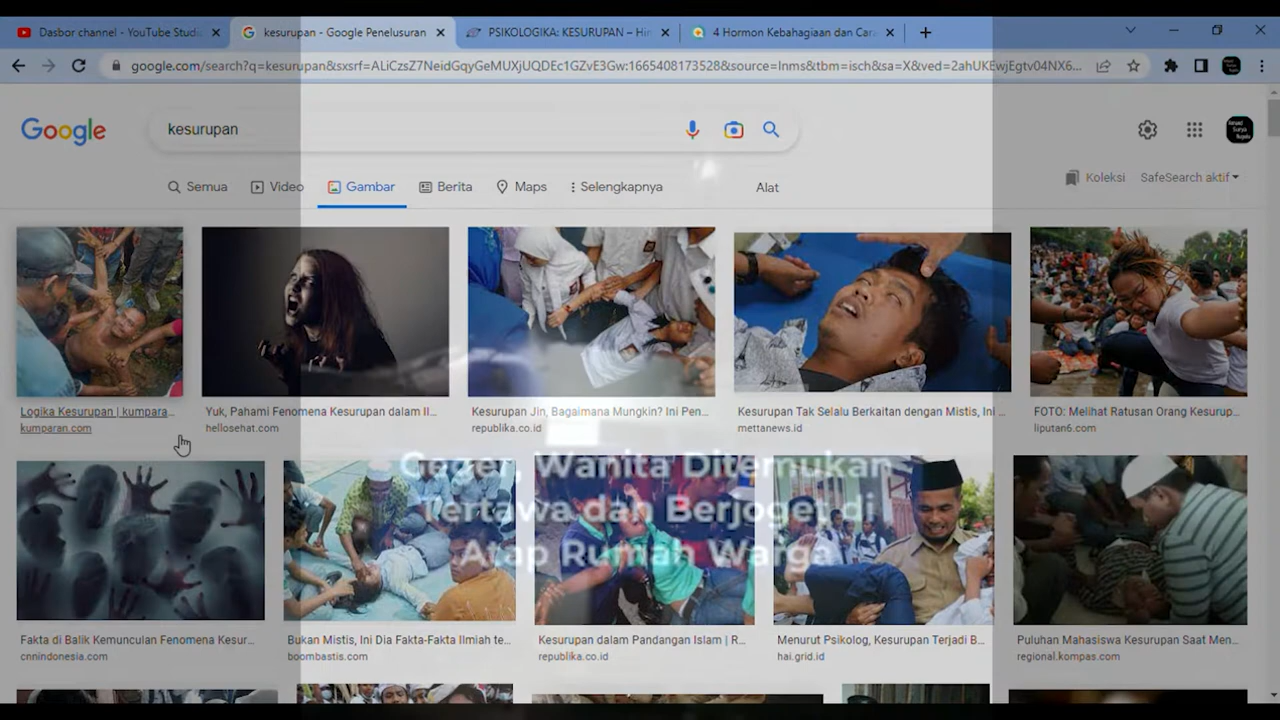 Dasbor channel - YouTube Studi
kesurupan - Google Penelusuran
PSIKOLOGIKA: KESURUPAN – Hin
4 Hormon Kebahagiaan dan Cara
google.com/search?q=kesurupan&sxsrf=ALiCzsZ7NeidGqyGeMUXjUQDEc1GZvE3Gw:1665408173528&source=lnms&tbm=isch&sa=X&ved=2ahUKEwjEgtv04NX6...
Google
kesurupan
Semua
Video
Gambar
Berita
Maps
Selengkapnya
Alat
Koleksi
SafeSearch aktif
Logika Kesurupan | kumpara...
kumparan.com
Yuk, Pahami Fenomena Kesurupan dalam Il...
hellosehat.com
Kesurupan Jin, Bagaimana Mungkin? Ini Pen...
republika.co.id
Kesurupan Tak Selalu Berkaitan dengan Mistis, Ini ...
mettanews.id
FOTO: Melihat Ratusan Orang Kesurup...
liputan6.com
Geger, Wanita Ditemukan
Tertawa dan Berjoget di
Atap Rumah Warga
Fakta di Balik Kemunculan Fenomena Kesur...
cnnindonesia.com
Bukan Mistis, Ini Dia Fakta-Fakta Ilmiah te...
boombastis.com
Kesurupan dalam Pandangan Islam | R...
republika.co.id
Menurut Psikolog, Kesurupan Terjadi B...
hai.grid.id
Puluhan Mahasiswa Kesurupan Saat Men...
regional.kompas.com